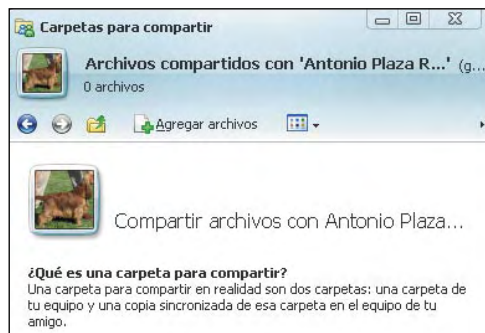 Carpetas para compartir
Archivos compartidos con 'Antonio Plaza R...' (g...
0 archivos
Agregar archivos
Compartir archivos con Antonio Plaza...
¿Qué es una carpeta para compartir?
Una carpeta para compartir en realidad son dos carpetas: una carpeta de
tu equipo y una copia sincronizada de esa carpeta en el equipo de tu
amigo.